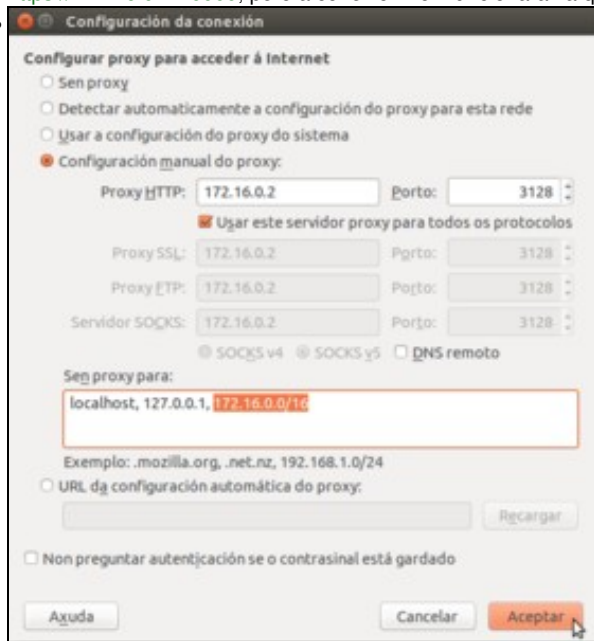 Configuración da conexión
Configurar proxy para acceder á Internet
Sen proxy
Detectar automaticamente a configuración do proxy para esta rede
Usar a configuración do proxy do sistema
Configuración manual do proxy:
Proxy HTTP: 172.16.0.2 Porto: 3128
Usar este servidor proxy para todos os protocolos
Proxy SSL: 172.16.0.2 Porto: 3128
Proxy FTP: 172.16.0.2 Porto: 3128
Servidor SOCKS: 172.16.0.2 Porto: 3128
SOCKS v4 SOCKS v5 DNS remoto
Sen proxy para:
localhost, 127.0.0.1, 172.16.0.0/16
Exemplo: .mozilla.org, .net.nz, 192.168.1.0/24
URL da configuración automática do proxy:
Recargar
Non preguntar autenticación se o contrasinal está gardado
Axuda Cancelar Aceptar